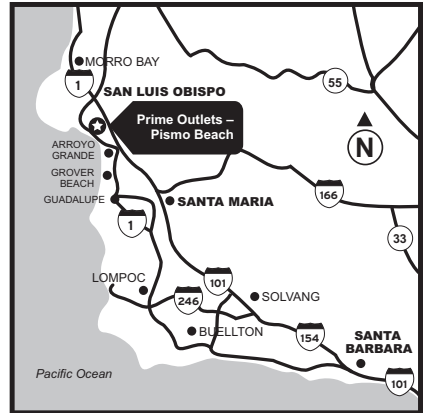 MORRO BAY
1
SAN LUIS OBISPO
55
Prime Outlets –
Pismo Beach
N
ARROYO
GRANDE
GROVER
BEACH
GUADALUPE
166
SANTA MARIA
1
33
101
LOMPOC
246
SOLVANG
BUELLTON
154
SANTA
BARBARA
Pacific Ocean
101